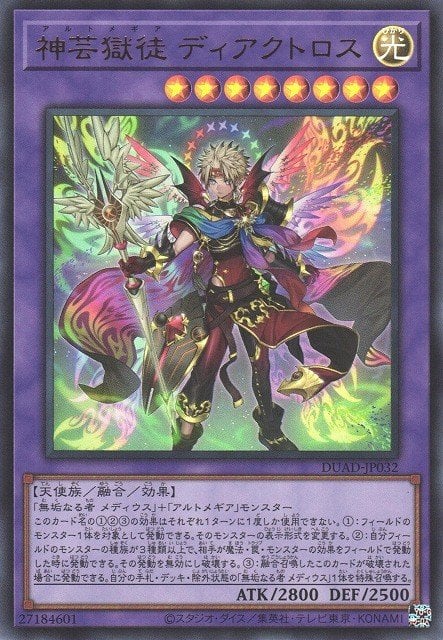 アルトメギア
神芸獄徒 ディアクトロス
ひかり
光
DUAD-JP032
【天使族／融合／効果】
「無垢なる者 メディウス」＋「アルトメギア」モンスター
このカード名の①②③の効果はそれぞれ1ターンに1度しか使用できない。①：フィールドの
モンスター1体を対象として発動できる。そのモンスターの表示形式を変更する。②：自分フィー
ルドのモンスターの種族が3種類以上で、相手が魔法・罠・モンスターの効果をフィールドで発動
した時に発動できる。その発動を無効にし破壊する。③：融合召喚したこのカードが破壊された
場合に発動できる。自分の手札・デッキ・除外状態の「無垢なる者 メディウス」1体を特殊召喚する。
ATK/2800 DEF/2500
27184601
©スタジオ・ダイス／集英社・テレビ東京・KONAMI